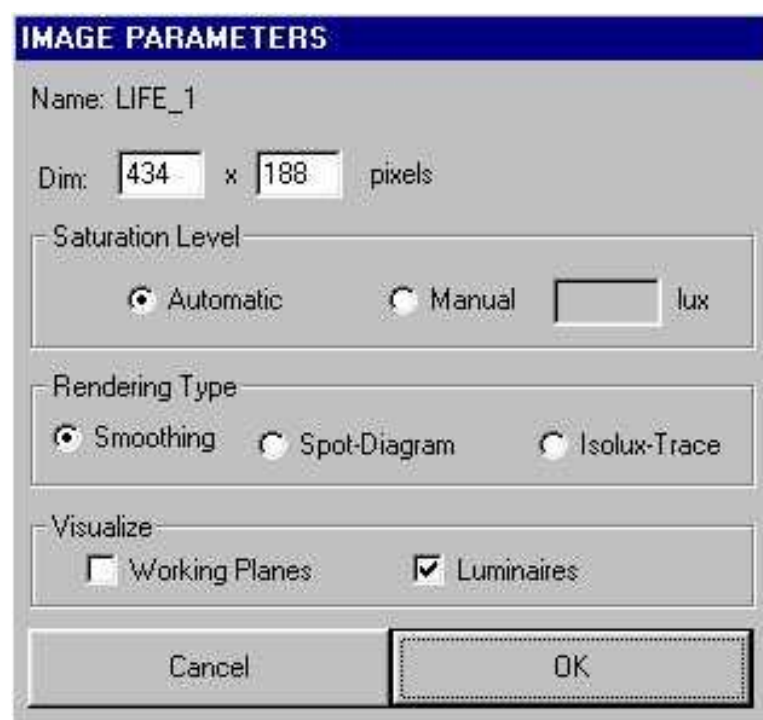 IMAGE PARAMETERS
Name: LIFE_1
Dim: 434 x 188 pixels
Saturation Level
Automatic Manual lux
Rendering Type
Smoothing Spot-Diagram Isolux-Trace
Visualize
Working Planes Luminaires
Cancel OK